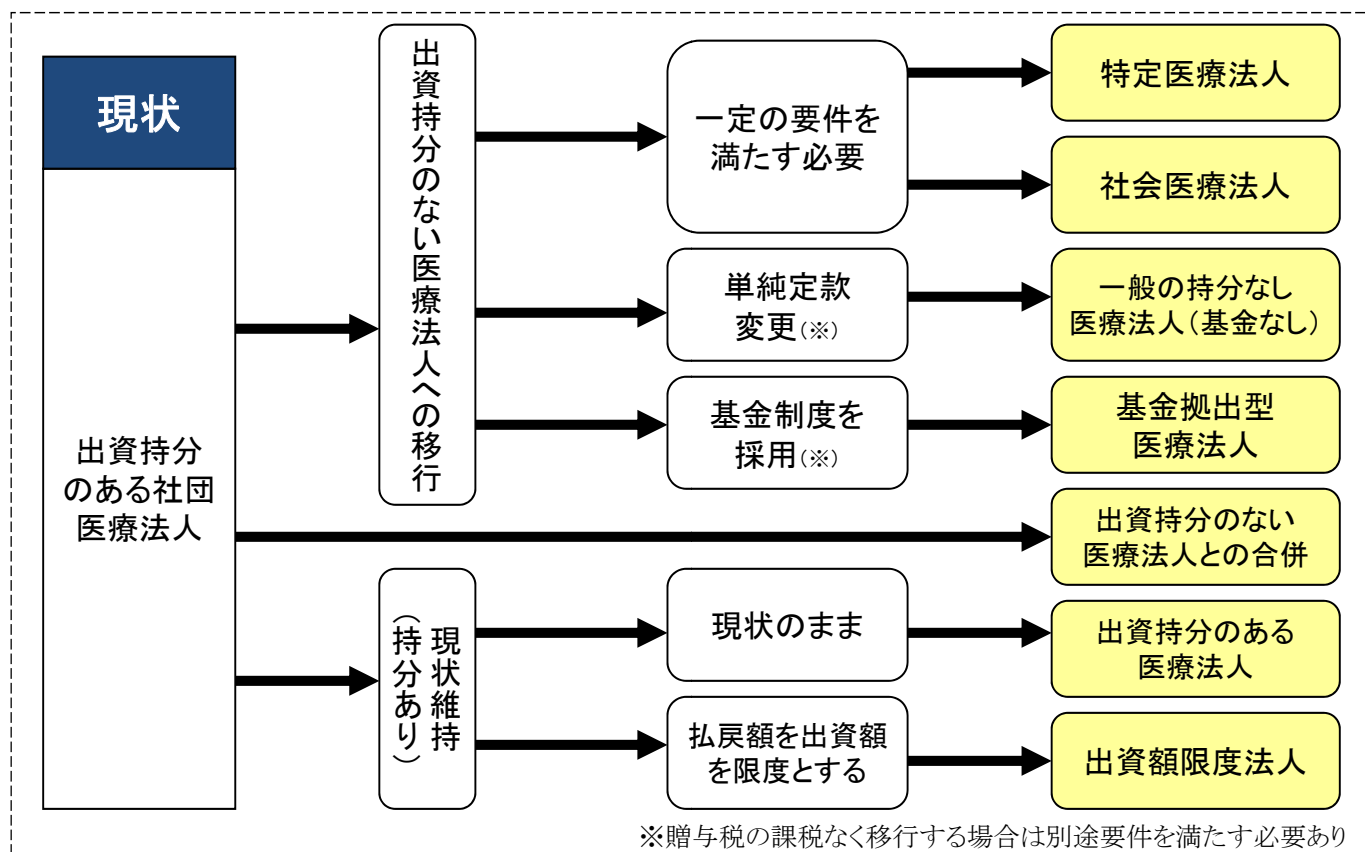 現状
出資持分
のある社団
医療法人
出資持分のない医療法人への移行
一定の要件を
満たす必要
特定医療法人
社会医療法人
単純定款
変更(※)
一般の持分なし
医療法人(基金なし)
基金制度を
採用(※)
基金拠出型
医療法人
出資持分のない
医療法人との合併
現状維持
(持分あり)
現状のまま
出資持分のある
医療法人
払戻額を出資額
を限度とする
出資額限度法人
※贈与税の課税なく移行する場合は別途要件を満たす必要あり